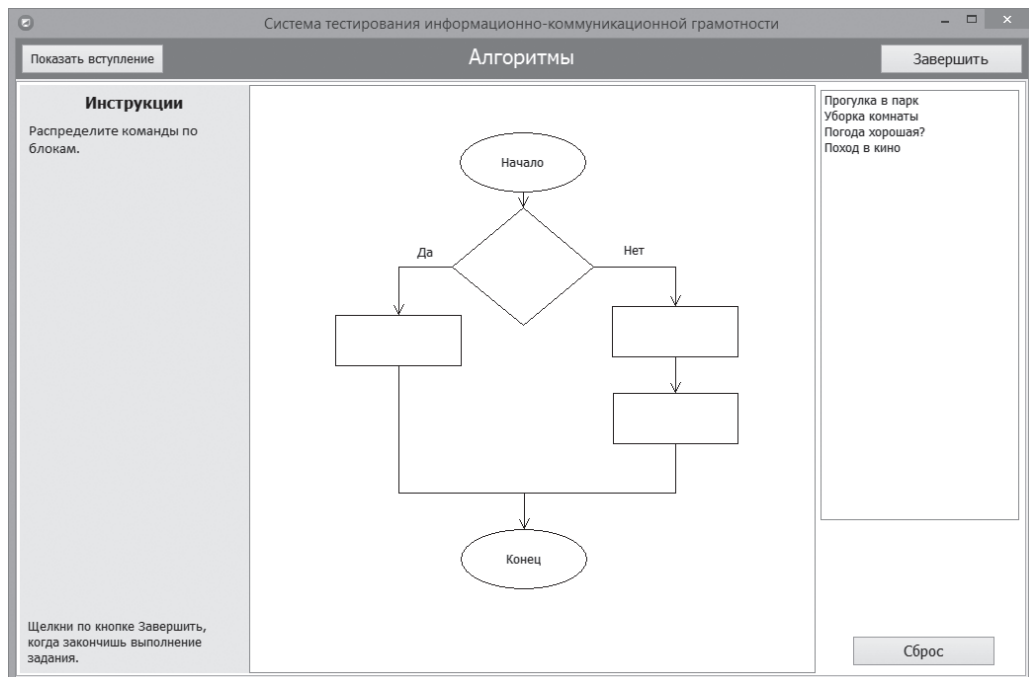 Система тестирования информационно-коммуникационной грамотности
Показать вступление
Алгоритмы
Завершить
Инструкции
Распределите команды по
блокам.
Начало
Да
Нет
Конец
Прогулка в парк
Уборка комнаты
Погода хорошая?
Поход в кино
Щелкни по кнопке Завершить,
когда закончишь выполнение
задания.
Сброс